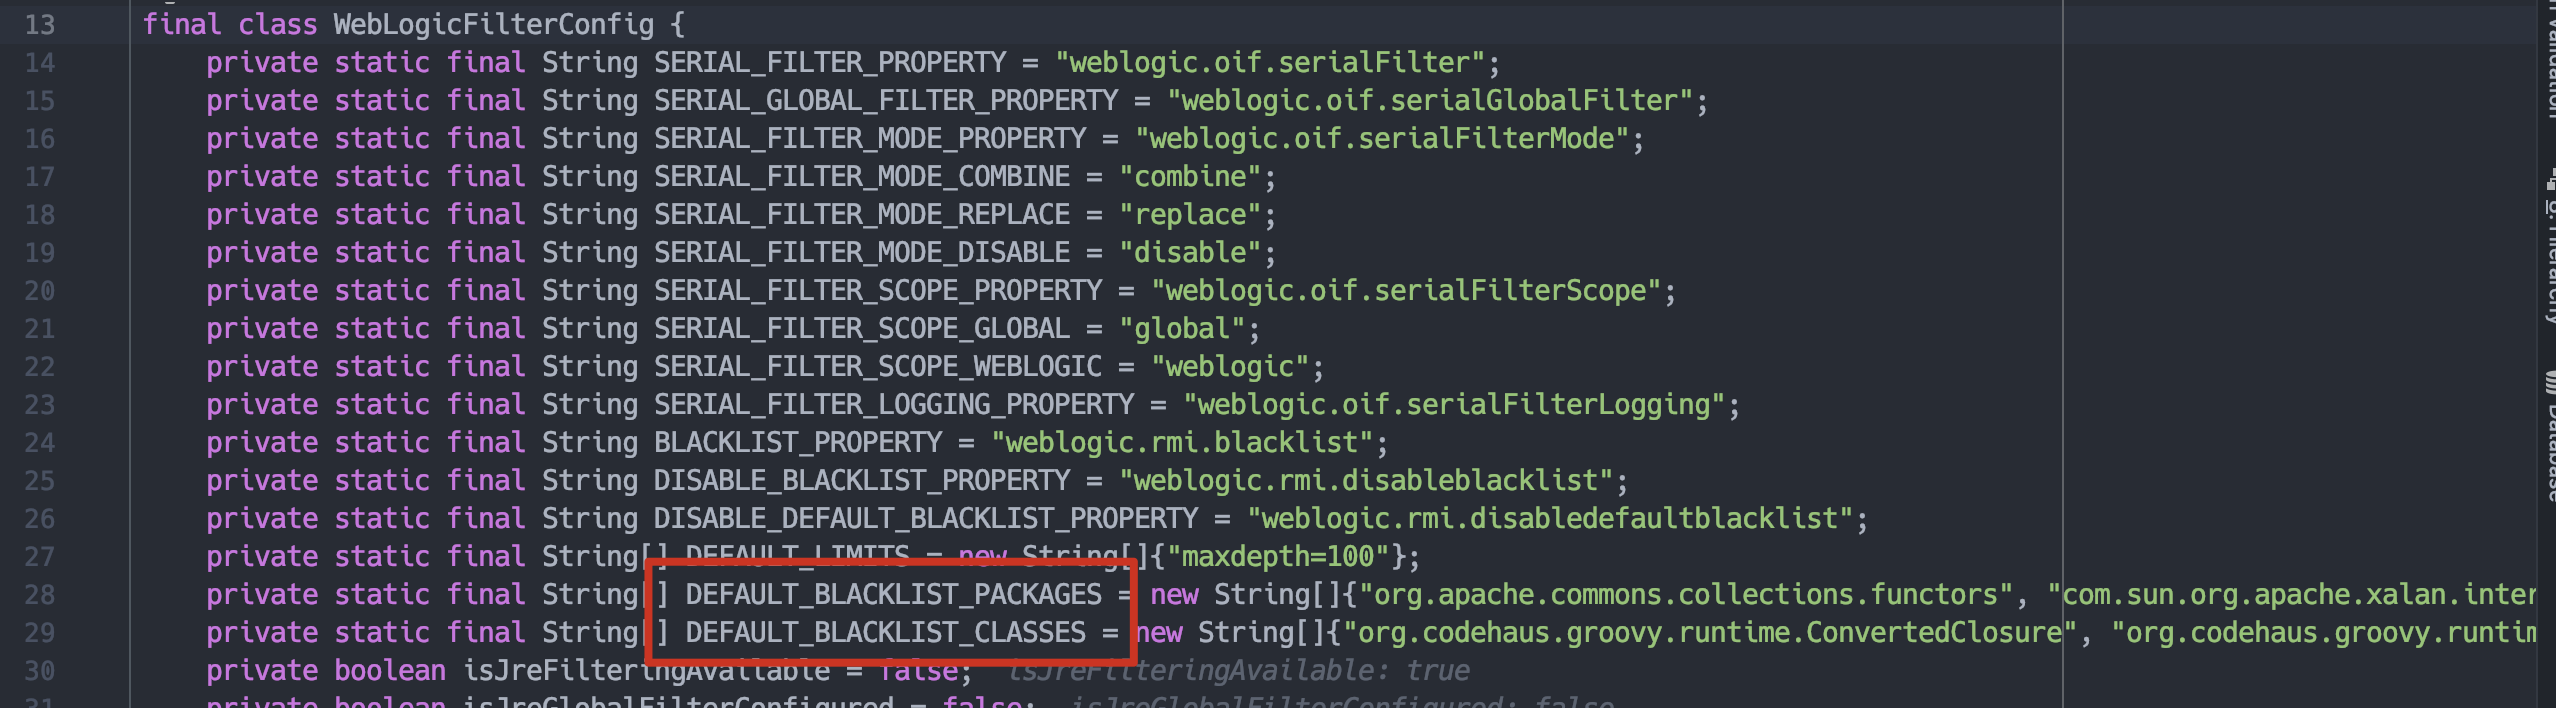 13 final class WebLogicFilterConfig {
14 private static final String SERIAL_FILTER_PROPERTY = "weblogic.oif.serialFilter";
15 private static final String SERIAL_GLOBAL_FILTER_PROPERTY = "weblogic.oif.serialGlobalFilter";
16 private static final String SERIAL_FILTER_MODE_PROPERTY = "weblogic.oif.serialFilterMode";
17 private static final String SERIAL_FILTER_MODE_COMBINE = "combine";
18 private static final String SERIAL_FILTER_MODE_REPLACE = "replace";
19 private static final String SERIAL_FILTER_MODE_DISABLE = "disable";
20 private static final String SERIAL_FILTER_SCOPE_PROPERTY = "weblogic.oif.serialFilterScope";
21 private static final String SERIAL_FILTER_SCOPE_GLOBAL = "global";
22 private static final String SERIAL_FILTER_SCOPE_WEBLOGIC = "weblogic";
23 private static final String SERIAL_FILTER_LOGGING_PROPERTY = "weblogic.oif.serialFilterLogging";
24 private static final String BLACKLIST_PROPERTY = "weblogic.rmi.blacklist";
25 private static final String DISABLE_BLACKLIST_PROPERTY = "weblogic.rmi.disableblacklist";
26 private static final String DISABLE_DEFAULT_BLACKLIST_PROPERTY = "weblogic.rmi.disabledefaultblacklist";
27 private static final String[] DEFAULT_LIMITS = new String[]{"maxdepth=100"};
28 private static final String[] DEFAULT_BLACKLIST_PACKAGES = new String[]{"org.apache.commons.collections.functors", "com.sun.org.apache.xalan.inter
29 private static final String[] DEFAULT_BLACKLIST_CLASSES = new String[]{"org.codehaus.groovy.runtime.ConvertedClosure", "org.codehaus.groovy.runtim
30 private boolean isJreFilteringAvailable = false; isJreFilteringAvailable: true
31 private boolean isJreGlobalFilterConfigured = false; isJreGlobalFilterConfigured: false
Database